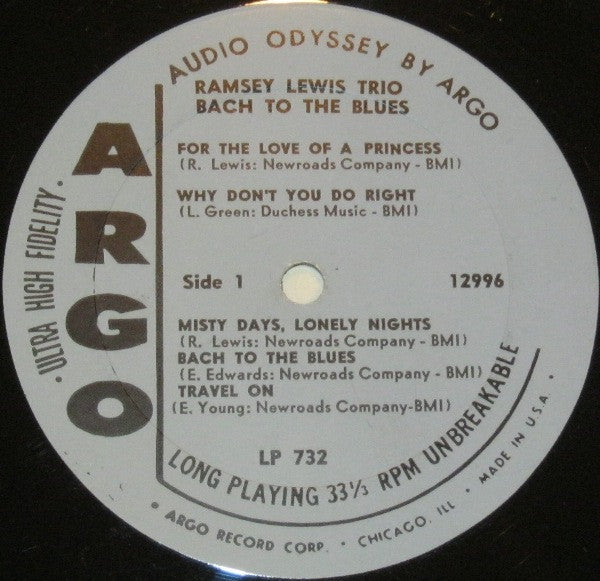 AUDIO ODYSSEY BY ARGO
RAMSEY LEWIS TRIO
BACH TO THE BLUES
ARGO
· ULTRA HIGH FIDELITY ·
FOR THE LOVE OF A PRINCESS
(R. Lewis: Newroads Company - BMI)
WHY DON'T YOU DO RIGHT
(L. Green: Duchess Music - BMI)
Side 1
12996
MISTY DAYS, LONELY NIGHTS
(R. Lewis: Newroads Company - BMI)
BACH TO THE BLUES
(E. Edwards: Newroads Company - BMI)
TRAVEL ON
(E. Young: Newroads Company-BMI)
LP 732
LONG PLAYING 33⅓ RPM UNBREAKABLE
• ARGO RECORD CORP. • CHICAGO, ILL. • MADE IN U.S.A. •